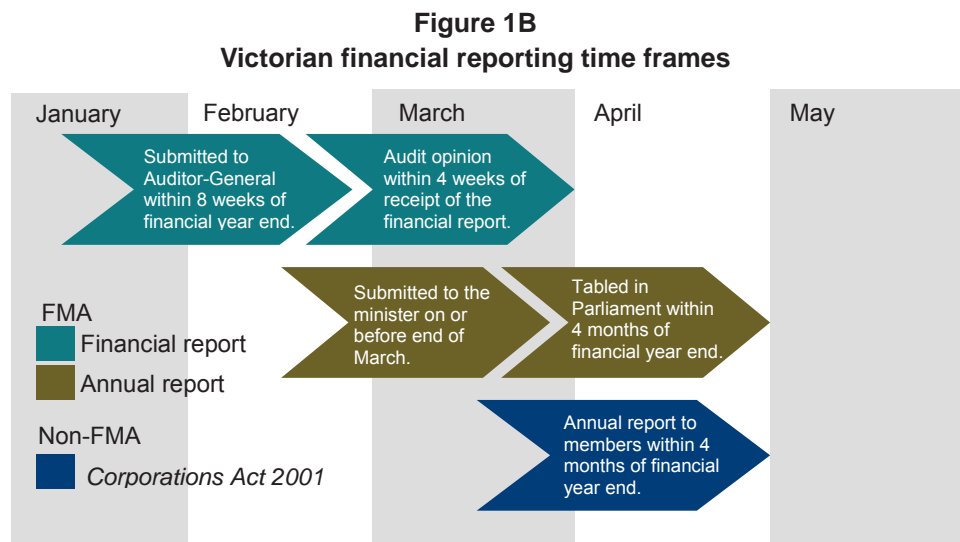 Figure 1B
Victorian financial reporting time frames
January
February
March
April
May
Submitted to
Auditor-General
within 8 weeks of
financial year end.
Audit opinion
within 4 weeks of
receipt of the
financial report.
Submitted to the
minister on or
before end of
March.
Tabled in
Parliament within
4 months of
financial year end.
FMA
Financial report
Annual report
Non-FMA
Corporations Act 2001
Annual report to
members within 4
months of financial
year end.